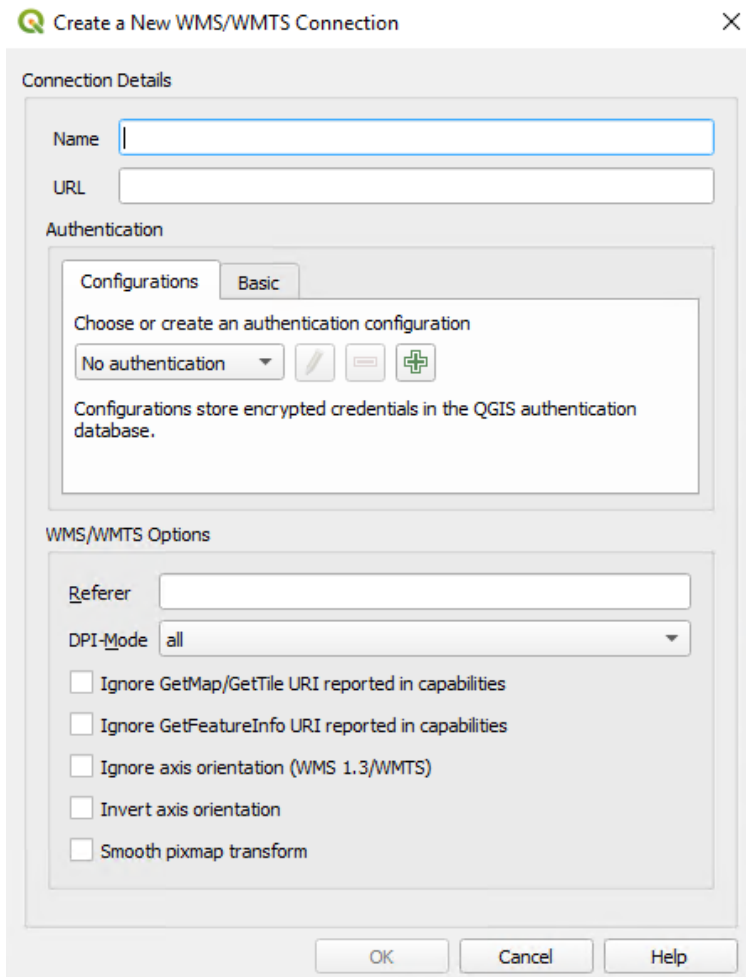 Create a New WMS/WMTS Connection
Connection Details
Name
URL
Authentication
Configurations Basic
Choose or create an authentication configuration
No authentication
Configurations store encrypted credentials in the QGIS authentication
database.
WMS/WMTS Options
Referer
DPI-Mode all
Ignore GetMap/GetTile URI reported in capabilities
Ignore GetFeatureInfo URI reported in capabilities
Ignore axis orientation (WMS 1.3/WMTS)
Invert axis orientation
Smooth pixmap transform
OK Cancel Help